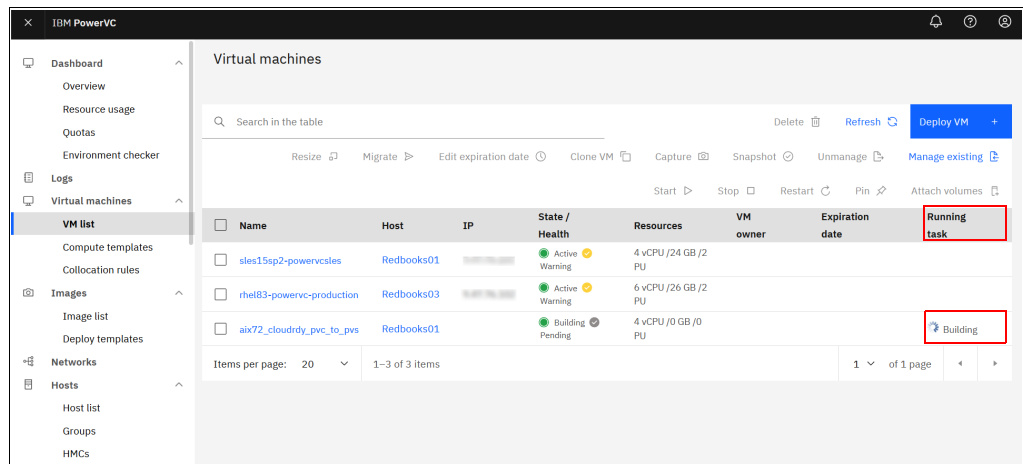 IBM PowerVC
Dashboard
Overview
Resource usage
Quotas
Environment checker
Logs
Virtual machines
VM list
Compute templates
Collocation rules
Images
Image list
Deploy templates
Networks
Hosts
Host list
Groups
HMCs
Virtual machines
Search in the table
Delete Refresh Deploy VM +
Resize Migrate Edit expiration date Clone VM Capture Snapshot Unmanage Manage existing
Start Stop Restart Pin Attach volumes
Name Host IP State / Health Resources VM owner Expiration date Running task
sles15sp2-powervcsles Redbooks01 Active 4 vCPU /24 GB /2
Warning PU
rhel83-powervc-production Redbooks03 Active 6 vCPU /26 GB /2
Warning PU
aix72_cloudrdy_pvc_to_pvs Redbooks01 Building 4 vCPU /0 GB /0 Building
Pending PU
Items per page: 20 1–3 of 3 items 1 of 1 page